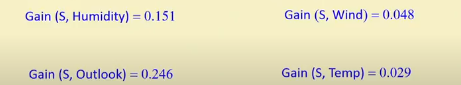 Gain (S, Humidity) = 0.151
Gain (S, Wind) = 0.048
Gain (S, Outlook) = 0.246
Gain (S, Temp) = 0.029